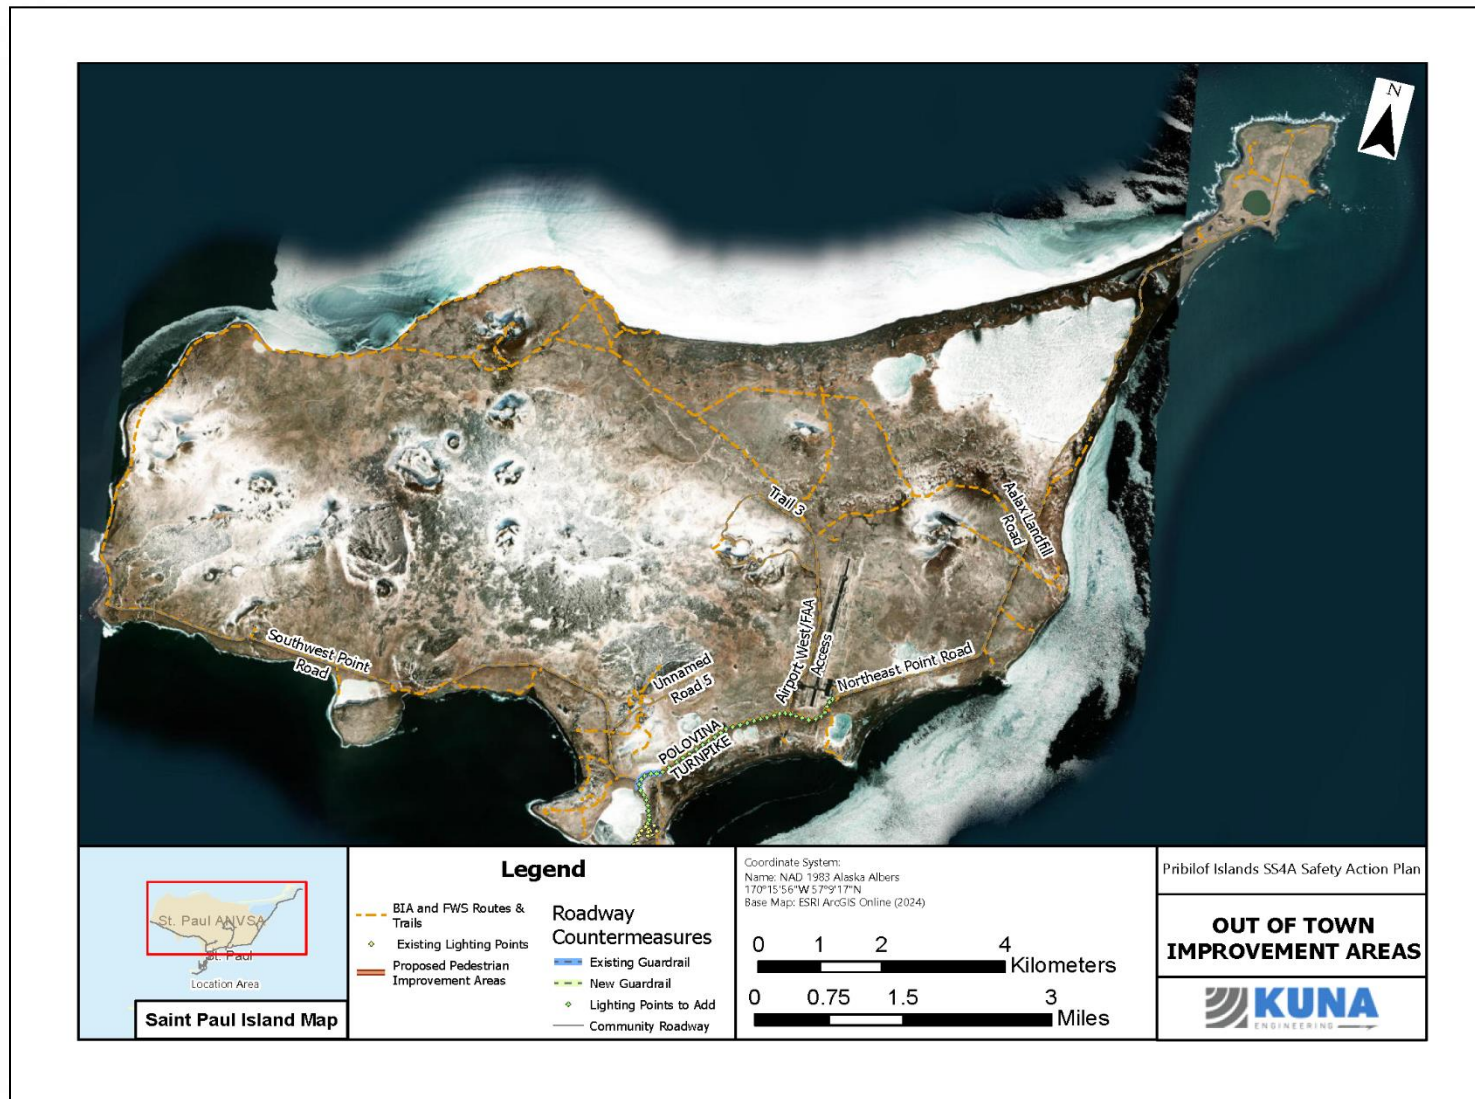 N
Trail 3
Aalax Landfill
Road
Airport West/FAA
Access
Northeast Point Road
Southwest Point
Road
Unnamed
Road 5
POLOVINA
TURNPIKE
St. Paul ANVSA
St. Paul
Location Area
Saint Paul Island Map
Legend
BIA and FWS Routes &
Trails
Existing Lighting Points
Proposed Pedestrian
Improvement Areas
Roadway
Countermeasures
Existing Guardrail
New Guardrail
Lighting Points to Add
Community Roadway
Coordinate System:
Name: NAD 1983 Alaska Albers
170°15'56"W 57°9'17"N
Base Map: ESRI ArcGIS Online (2024)
0 1 2 4
Kilometers
0 0.75 1.5 3
Miles
Pribilof Islands SS4A Safety Action Plan
OUT OF TOWN
IMPROVEMENT AREAS
KUNA
ENGINEERING